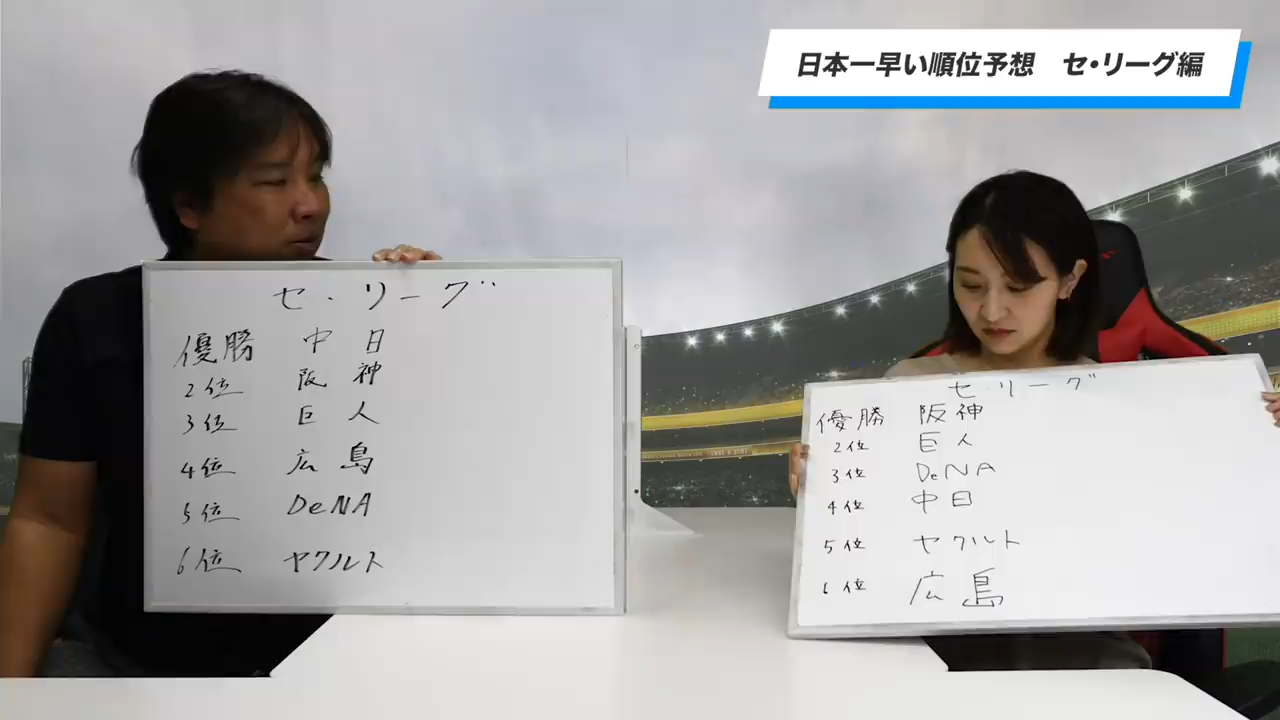 日本一早い順位予想 セ・リーグ編
セ・リーグ
優勝 中日
2位 阪神
3位 巨人
4位 広島
5位 DeNA
6位 ヤクルト
セ・リーグ
優勝 阪神
2位 巨人
3位 DeNA
4位 中日
5位 ヤクルト
6位 広島